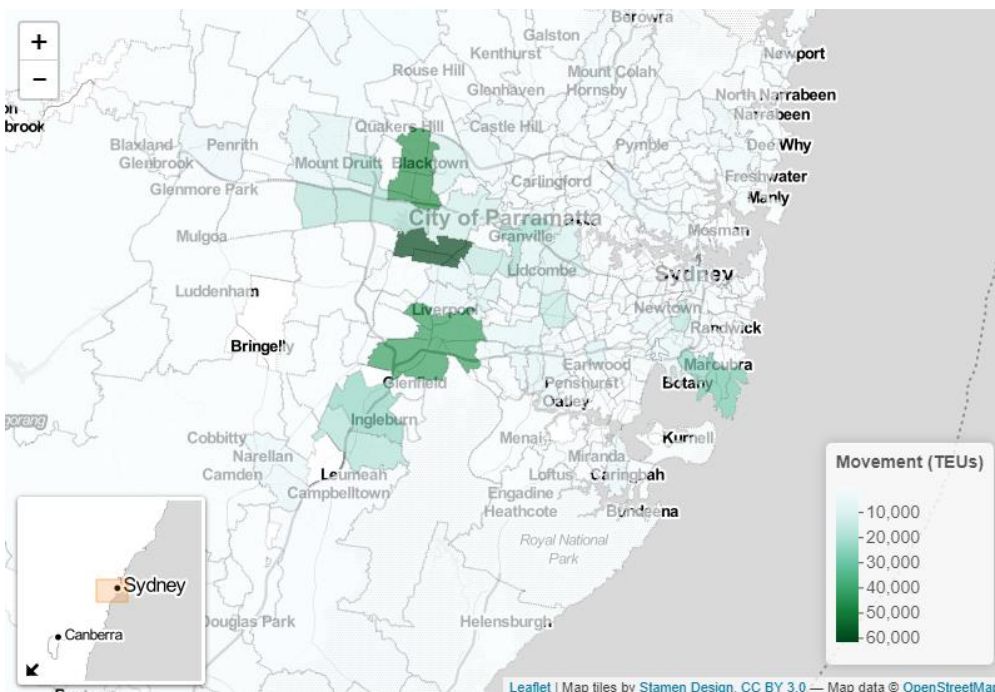 +
−
Berowra
Galston
Newport
Kenthurst
Rouse Hill
Mount Colah
Glenhaven
Hornsby
North Narrabeen
Narrabeen
brook
Quakers Hill
Castle Hill
Blaxland
Penrith
Pymble
Dee Why
Glenbrook
Mount Druitt
Blacktown
Freshwater
Glenmore Park
Carlingford
Manly
City of Parramatta
Mulgoa
Granville
Mosman
Lidcombe
Sydney
Luddenham
Liverpool
Newtown
Randwick
Bringelly
Earlwood
Maroubra
Glenfield
Penshurst
Botany
Oatley
Ingleburn
gorang
Cobbitty
Menai
Kurnell
Narellan
Miranda
Camden
Leumeah
Loftus
Caringbah
Campbelltown
Engadine
Heathcote
Bundeena
Royal National
Park
Douglas Park
Helensburgh
Movement (TEUs)
10,000
20,000
30,000
40,000
50,000
60,000
Sydney
Canberra
Leaflet | Map tiles by Stamen Design, CC BY 3.0 — Map data © OpenStreetMap